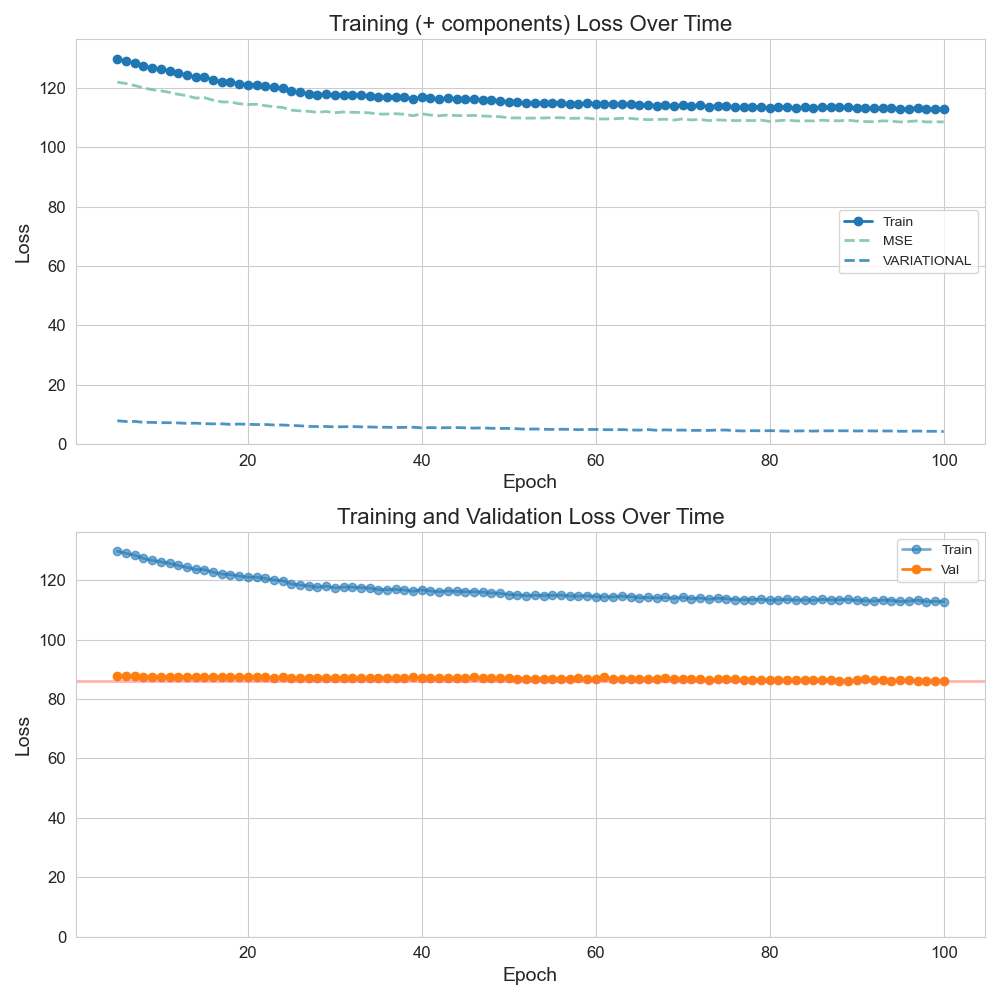 Training (+ components) Loss Over Time
120
100
80
60
40
20
0
Loss
Train
MSE
VARIATIONAL
20 40 60 80 100
Epoch
Training and Validation Loss Over Time
120
100
80
60
40
20
0
Loss
Train
Val
20 40 60 80 100
Epoch